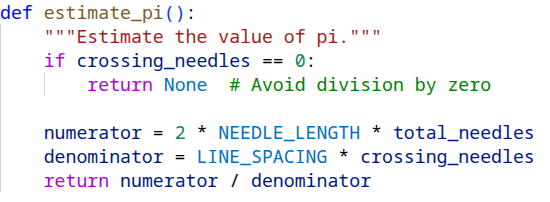 def estimate_pi():
    """Estimate the value of pi."""
    if crossing_needles == 0:
        return None  # Avoid division by zero

    numerator = 2 * NEEDLE_LENGTH * total_needles
    denominator = LINE_SPACING * crossing_needles
    return numerator / denominator